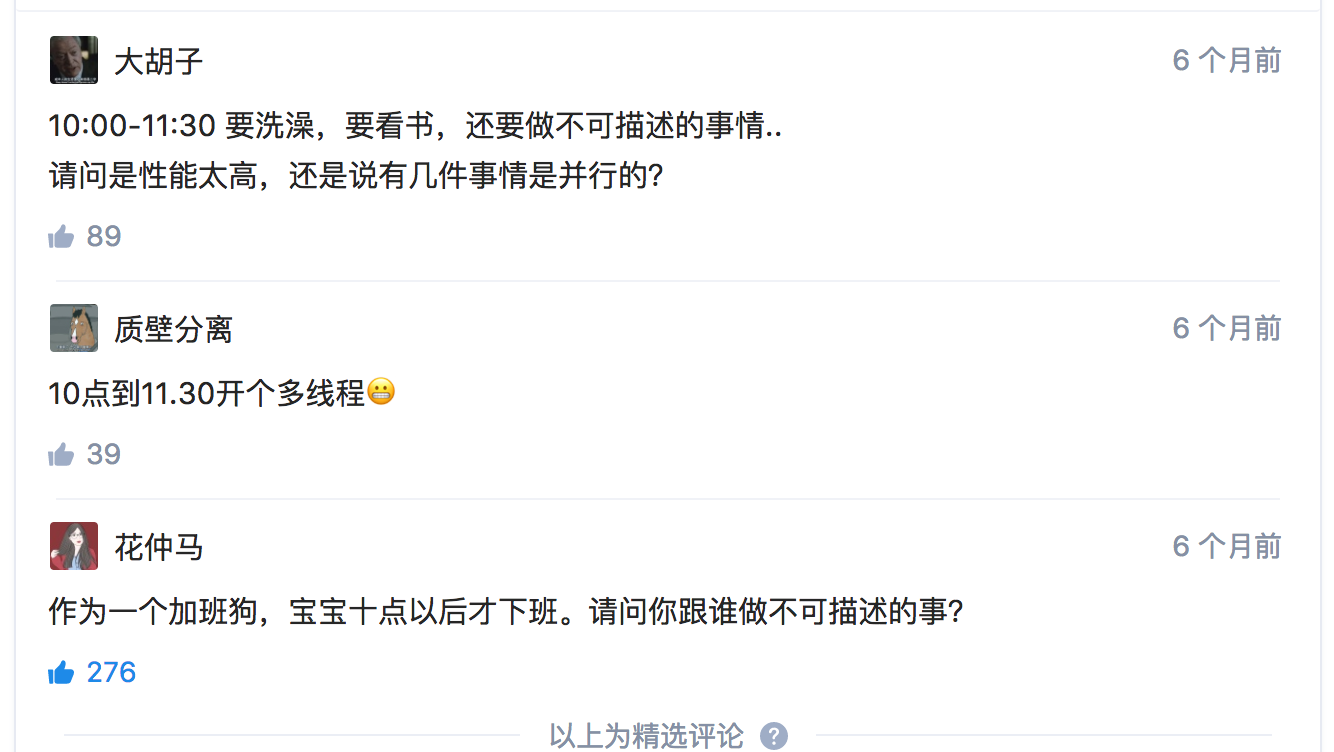 大胡子
6 个月前
10:00-11:30 要洗澡，要看书，还要做不可描述的事情..
请问是性能太高，还是说有几件事情是并行的?
89
质壁分离
6 个月前
10点到11.30开个多线程😬
39
花仲马
6 个月前
作为一个加班狗，宝宝十点以后才下班。请问你跟谁做不可描述的事?
276
以上为精选评论 ?